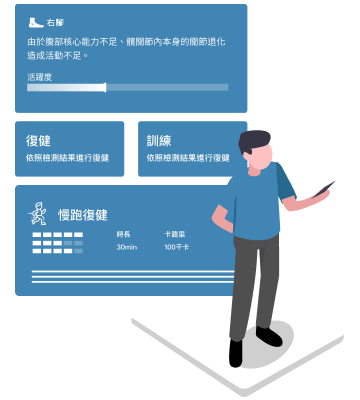 右腳
由於腹部核心能力不足、髖關節內本身的關節退化
造成活動不足。
活躍度
復健
依照檢測結果進行復健
訓練
依照檢測結果進行復健
慢跑復健
時長
卡路里
30min
100千卡